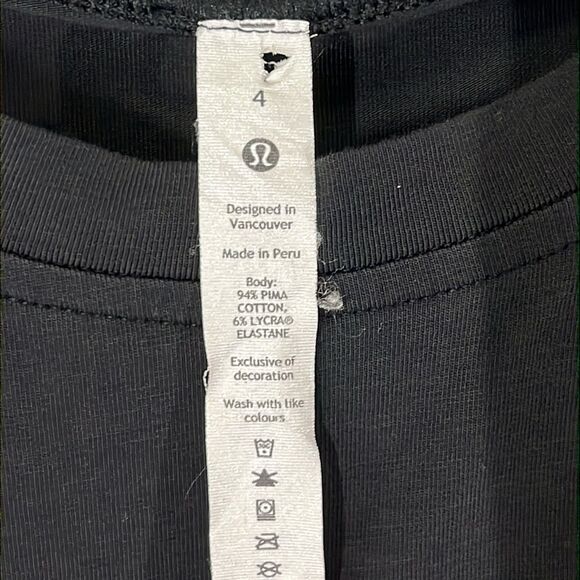 4
Designed in
Vancouver
Made in Peru
Body:
94% PIMA
COTTON,
6% LYCRA®
ELASTANE
Exclusive of
decoration
Wash with like
colours